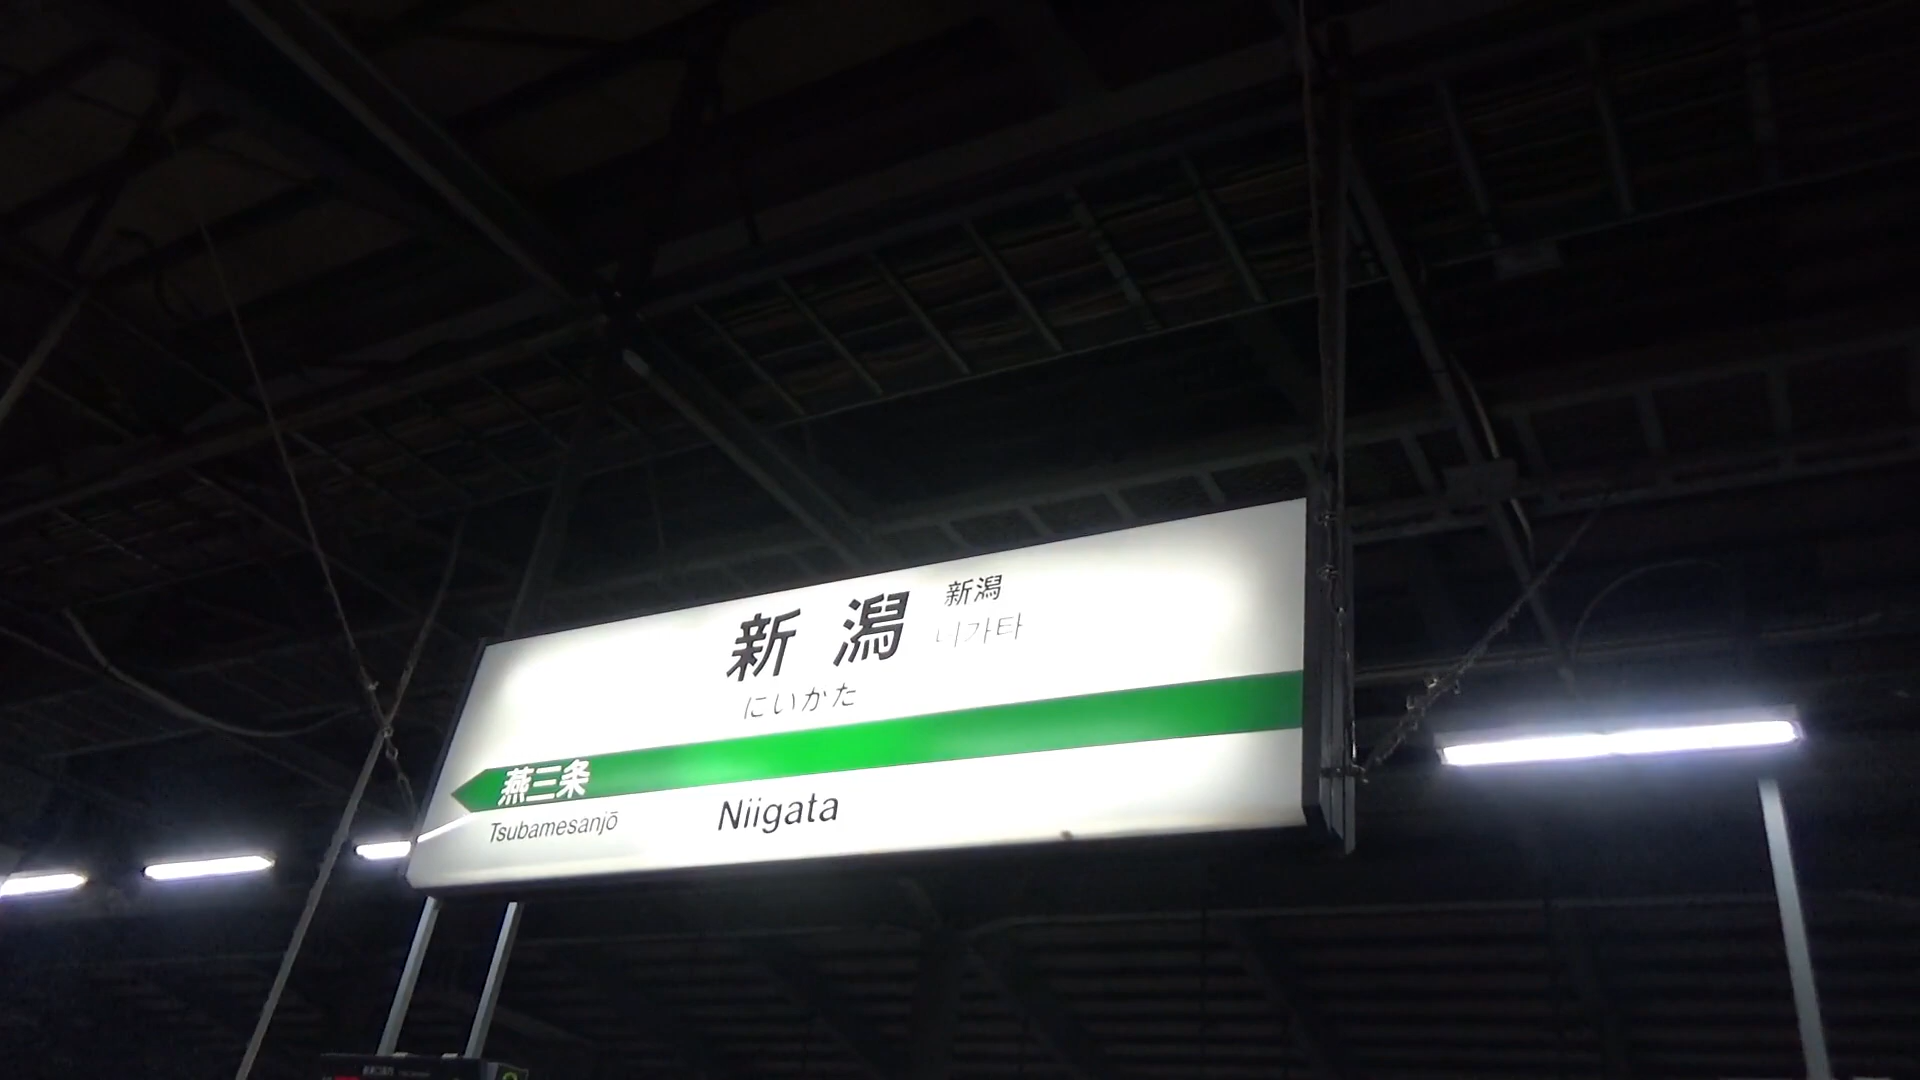 新潟
新潟
니가타
にいがた
燕三条
Tsubamesanjō
Niigata